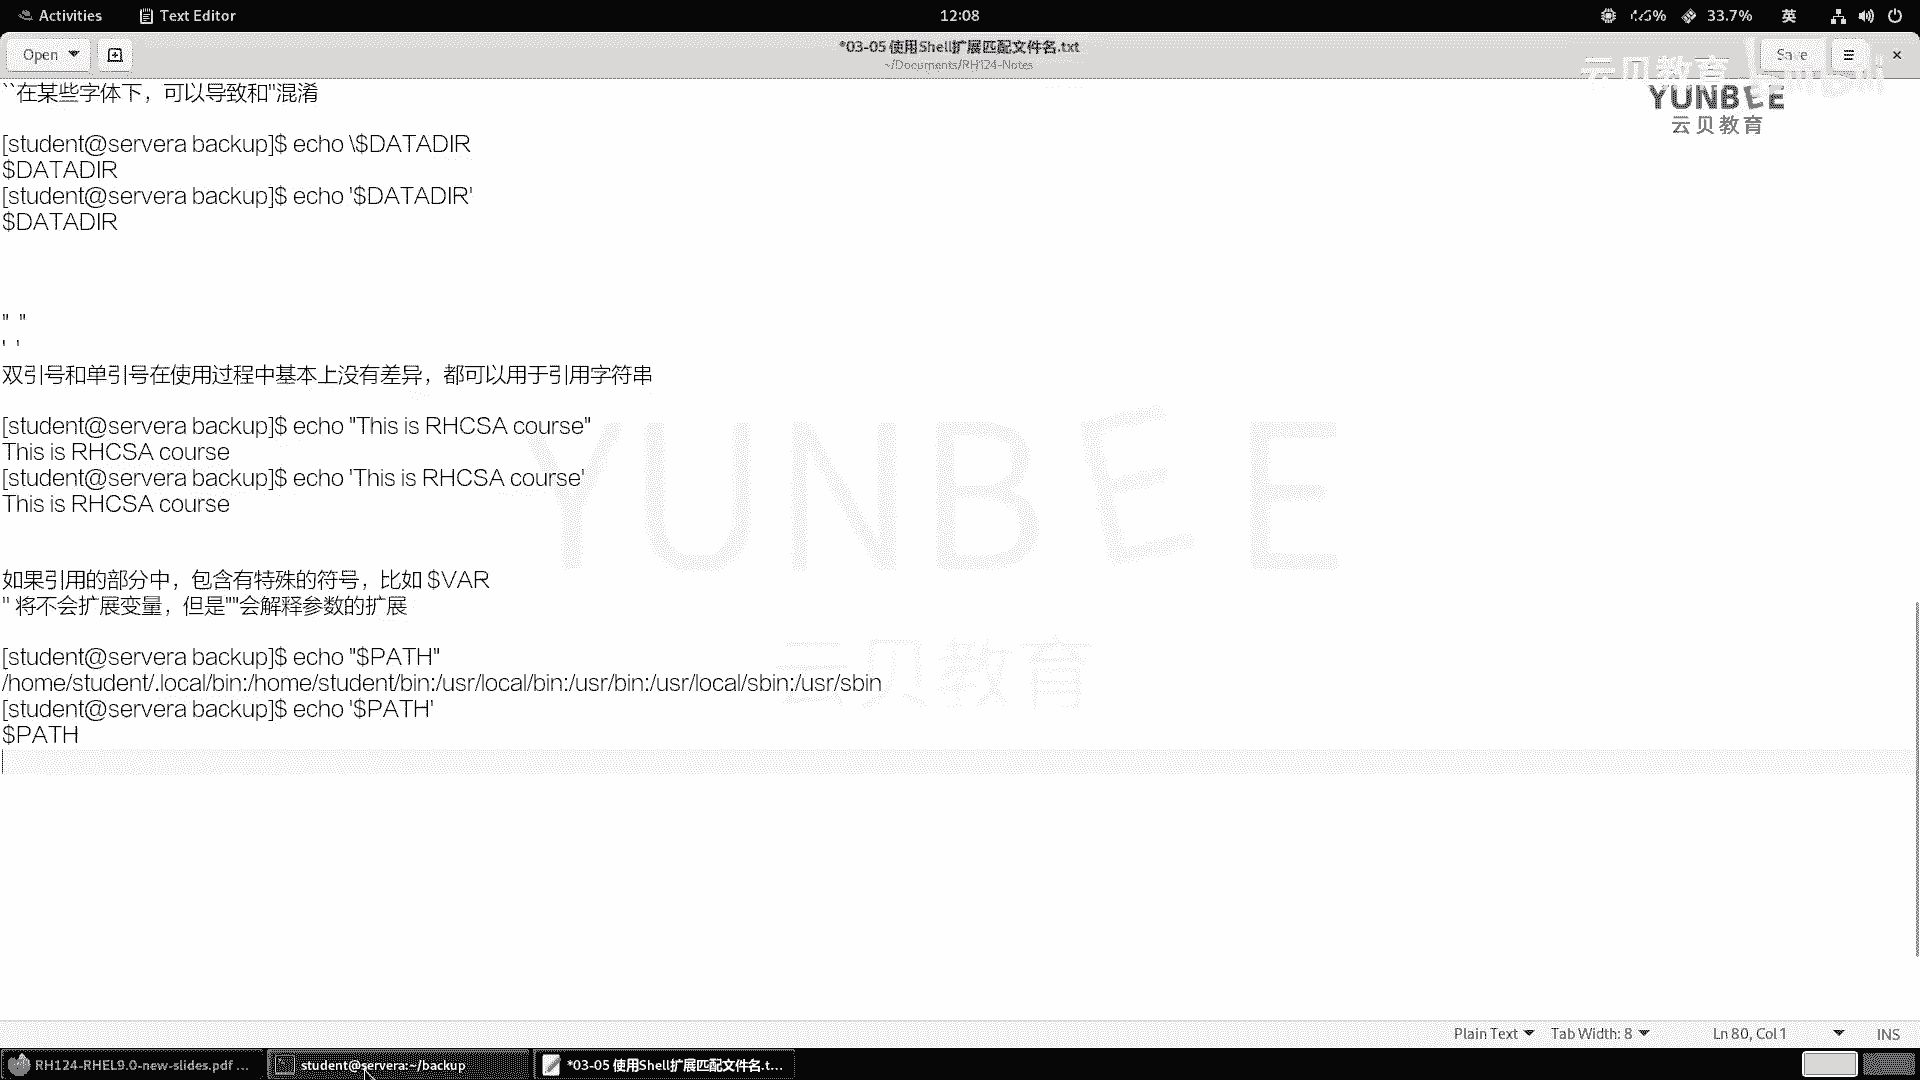 Activities
Text Editor
12:08
33.7%
英
Open
*03-05 使用Shell扩展匹配文件名.txt
~/Documents/RH124-Notes
Save
云贝教育
YUNBEE
云贝教育
``在某些字体下，可以导致和''混淆
[student@servera backup]$ echo \$DATADIR
$DATADIR
[student@servera backup]$ echo '$DATADIR'
$DATADIR
" "
' '
双引号和单引号在使用过程中基本上没有差异，都可以用于引用字符串
[student@servera backup]$ echo "This is RHCSA course"
This is RHCSA course
[student@servera backup]$ echo 'This is RHCSA course'
This is RHCSA course
如果引用的部分中，包含有特殊的符号，比如 $VAR
'' 将不会扩展变量，但是""会解释参数的扩展
[student@servera backup]$ echo "$PATH"
/home/student/.local/bin:/home/student/bin:/usr/local/bin:/usr/bin:/usr/local/sbin:/usr/sbin
[student@servera backup]$ echo '$PATH'
$PATH
YUNBEE
云贝教育
Plain Text
Tab Width: 8
Ln 80, Col 1
INS
RH124-RHEL9.0-new-slides.pdf ...
student@servera:~/backup
*03-05 使用Shell扩展匹配文件名.t...